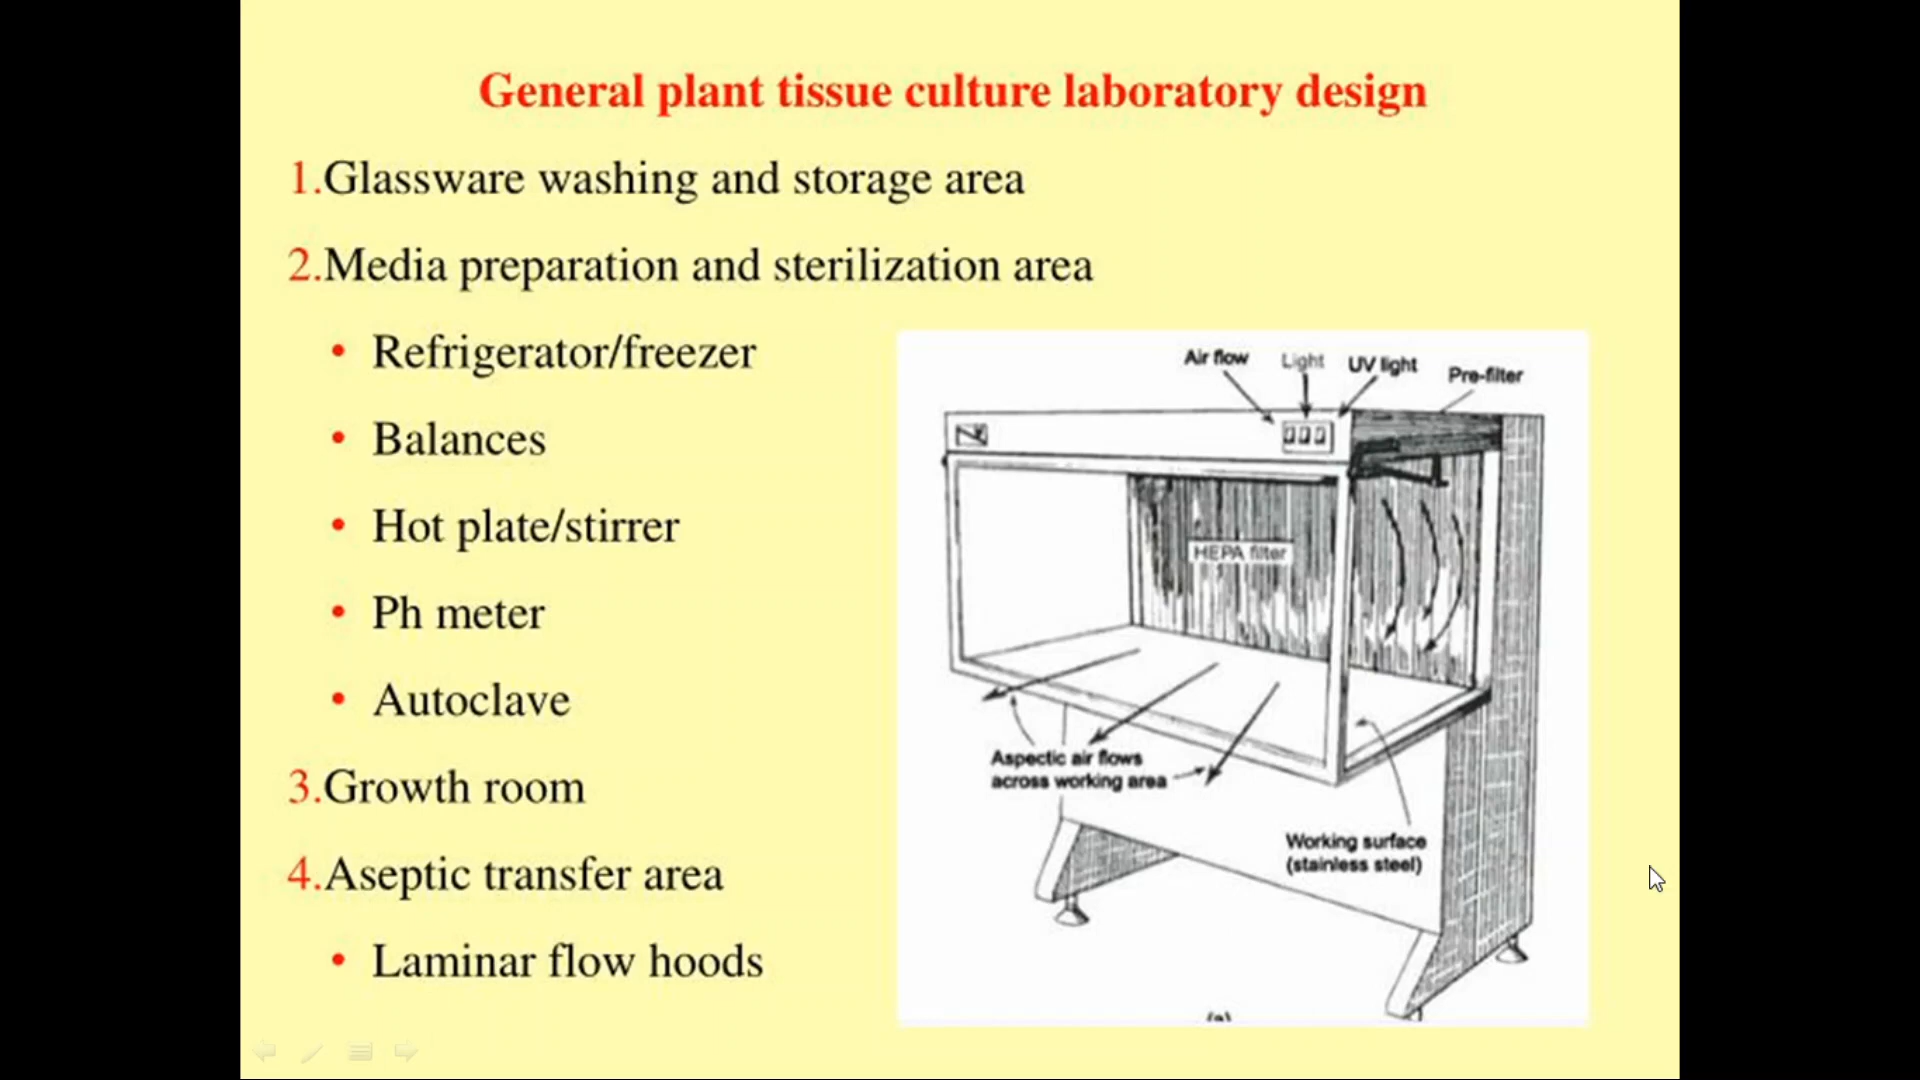 General plant tissue culture laboratory design
1.Glassware washing and storage area
2.Media preparation and sterilization area
• Refrigerator/freezer
• Balances
• Hot plate/stirrer
• Ph meter
• Autoclave
3.Growth room
4.Aseptic transfer area
• Laminar flow hoods
Air flow
Light
UV light
Pre-filter
HEPA filter
Aspectic air flows
across working area
Working surface
(stainless steel)